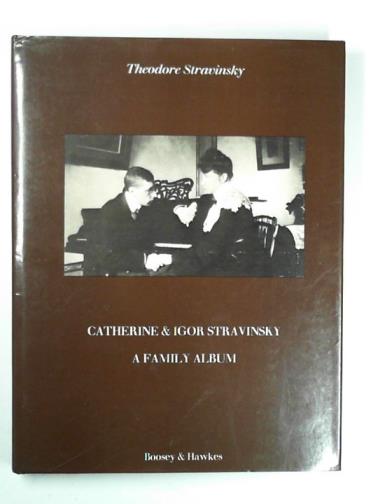 Theodore Stravinsky
CATHERINE & IGOR STRAVINSKY
A FAMILY ALBUM
Boosey & Hawkes